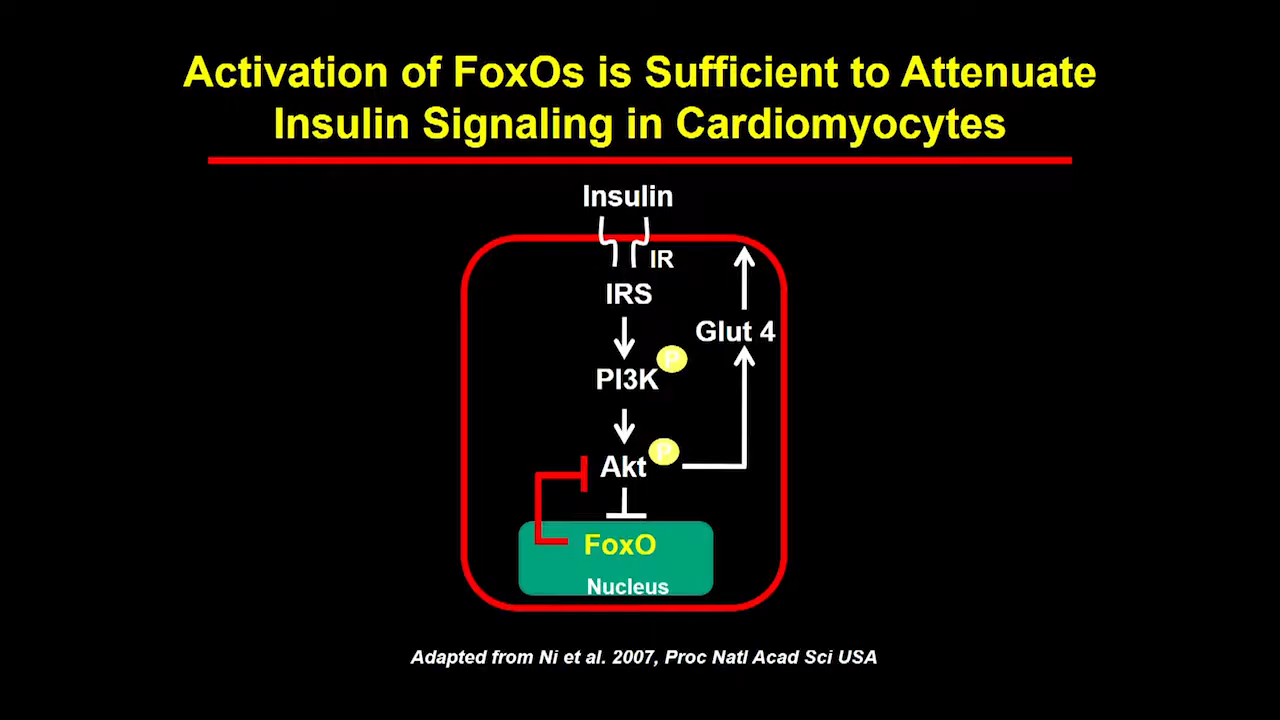 Activation of FoxOs is Sufficient to Attenuate
Insulin Signaling in Cardiomyocytes
Insulin
IR
IRS
Glut 4
P
PI3K
P
Akt
FoxO
Nucleus
Adapted from Ni et al. 2007, Proc Natl Acad Sci USA